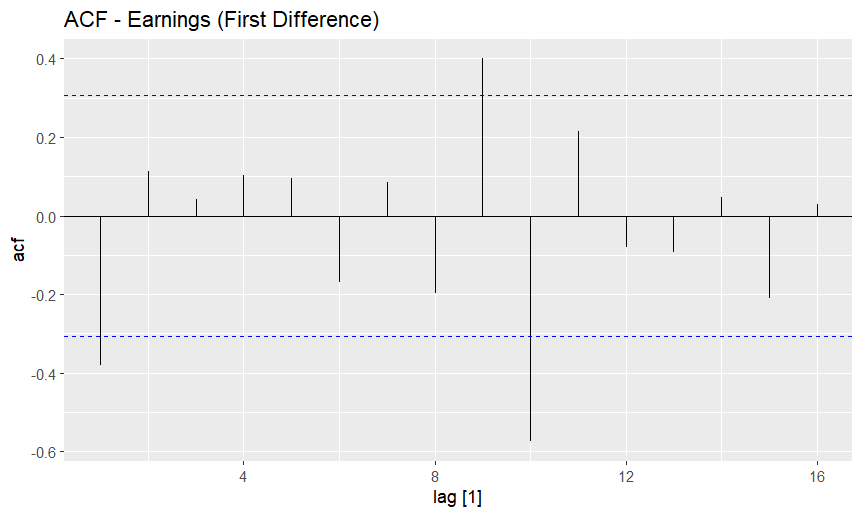 ACF - Earnings (First Difference)
0.4
0.2
0.0
-0.2
-0.4
-0.6
acf
4 8 12 16
lag [1]